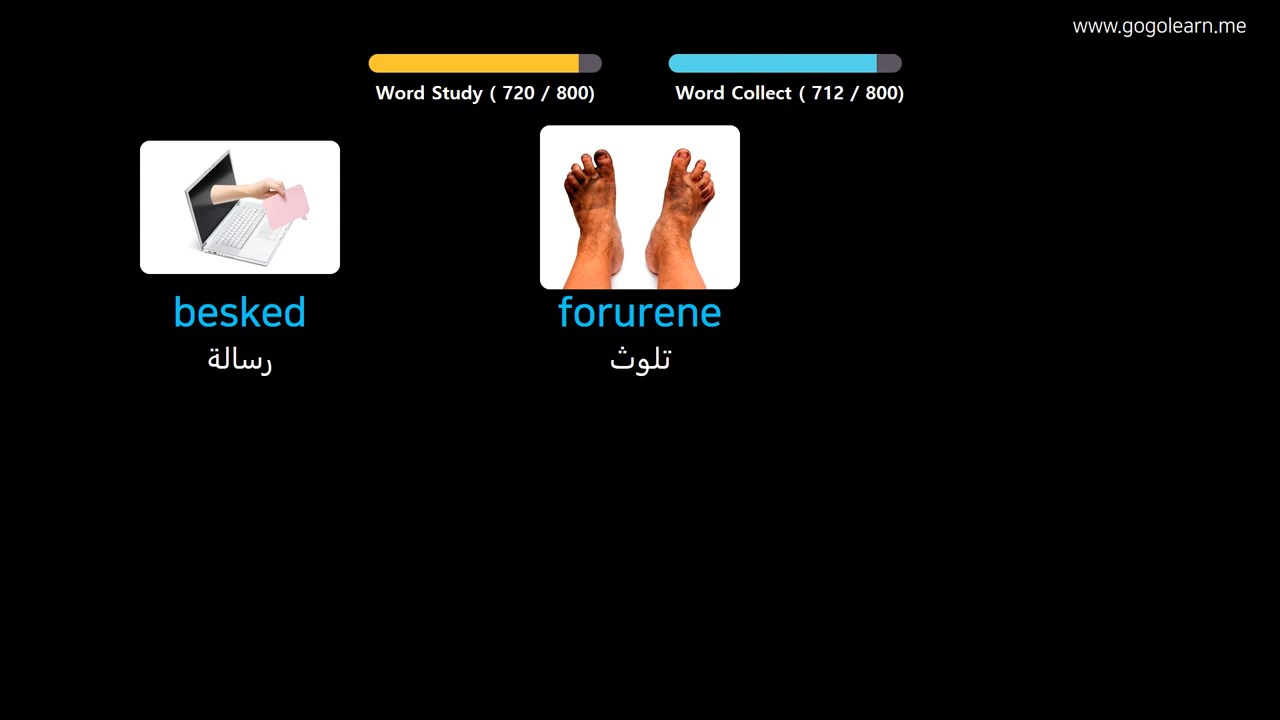 www.gogolearn.me
Word Study ( 720 / 800)
Word Collect ( 712 / 800)
besked
رسالة
forurene
تلوث